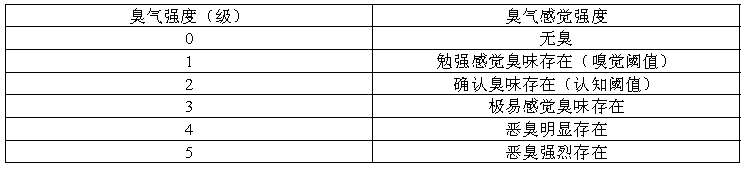 臭气强度（级） 臭气感觉强度
0 无臭
1 勉强感觉臭味存在（嗅觉阈值）
2 确认臭味存在（认知阈值）
3 极易感觉臭味存在
4 恶臭明显存在
5 恶臭强烈存在